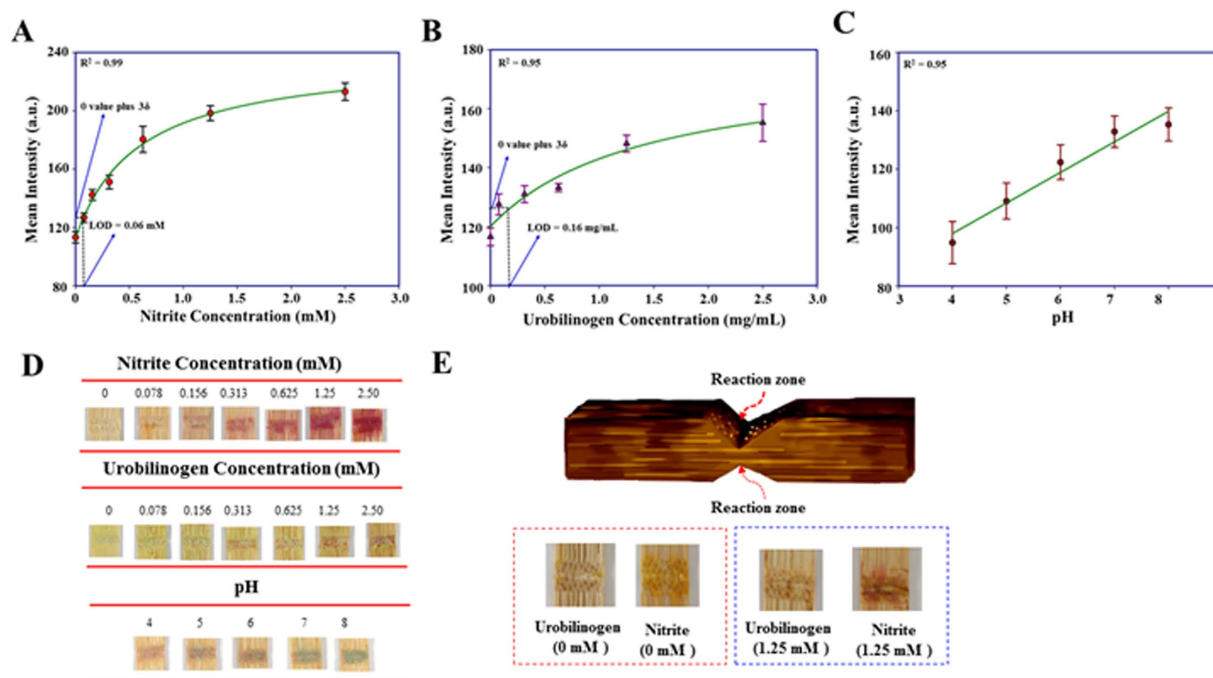 A
240
R² = 0.99
200
0 value plus 3δ
160
120
LOD = 0.06 mM
80
Mean Intensity (a.u.)
0 0.5 1.0 1.5 2.0 2.5 3.0
Nitrite Concentration (mM)
B
180
R² = 0.95
160
0 value plus 3δ
140
120
LOD = 0.16 mg/mL
100
Mean Intensity (a.u.)
0 0.5 1.0 1.5 2.0 2.5 3.0
Urobilinogen Concentration (mg/mL)
C
160
R² = 0.95
140
120
100
80
Mean Intensity (a.u.)
3 4 5 6 7 8
pH
D
Nitrite Concentration (mM)
0 0.078 0.156 0.313 0.625 1.25 2.50
Urobilinogen Concentration (mM)
0 0.078 0.156 0.313 0.625 1.25 2.50
pH
4 5 6 7 8
E
Reaction zone
Reaction zone
Urobilinogen
(0 mM )
Nitrite
(0 mM )
Urobilinogen
(1.25 mM )
Nitrite
(1.25 mM )